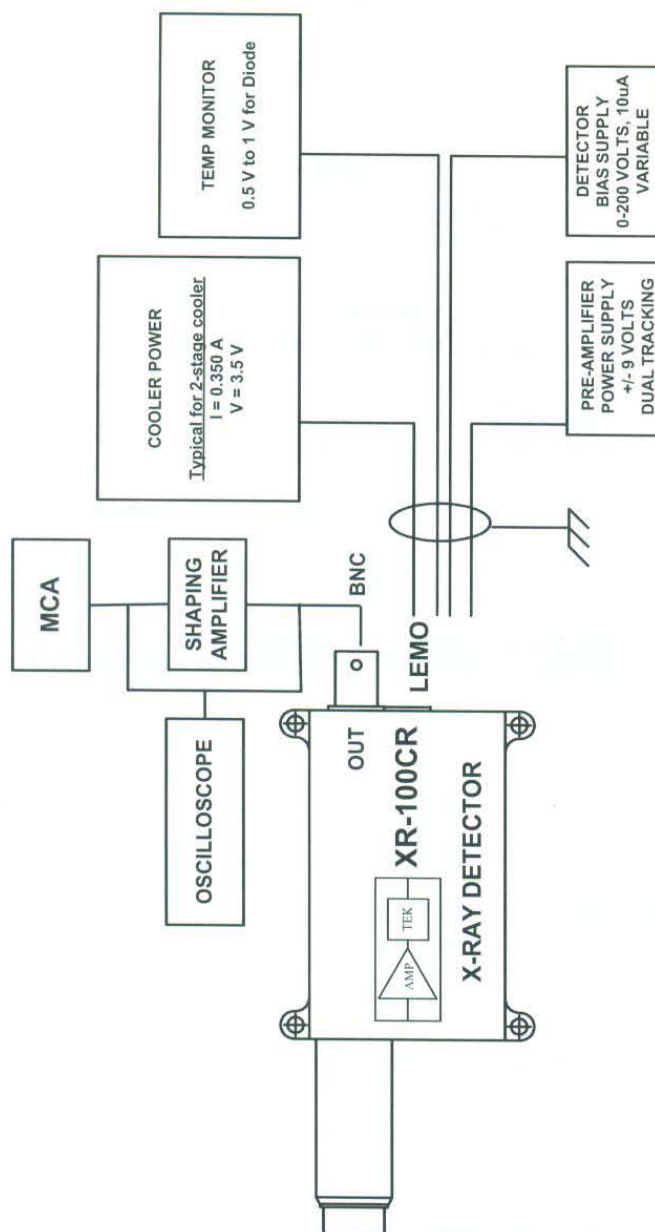 MCA
SHAPING
AMPLIFIER
OSCILLOSCOPE
COOLER POWER
Typical for 2-stage cooler
I = 0.350 A
V = 3.5 V
TEMP MONITOR
0.5 V to 1 V for Diode
BNC
LEMO
OUT
XR-100CR
AMP
TEK
X-RAY DETECTOR
PRE-AMPLIFIER
POWER SUPPLY
+/- 9 VOLTS
DUAL TRACKING
DETECTOR
BIAS SUPPLY
0-200 VOLTS, 10uA
VARIABLE